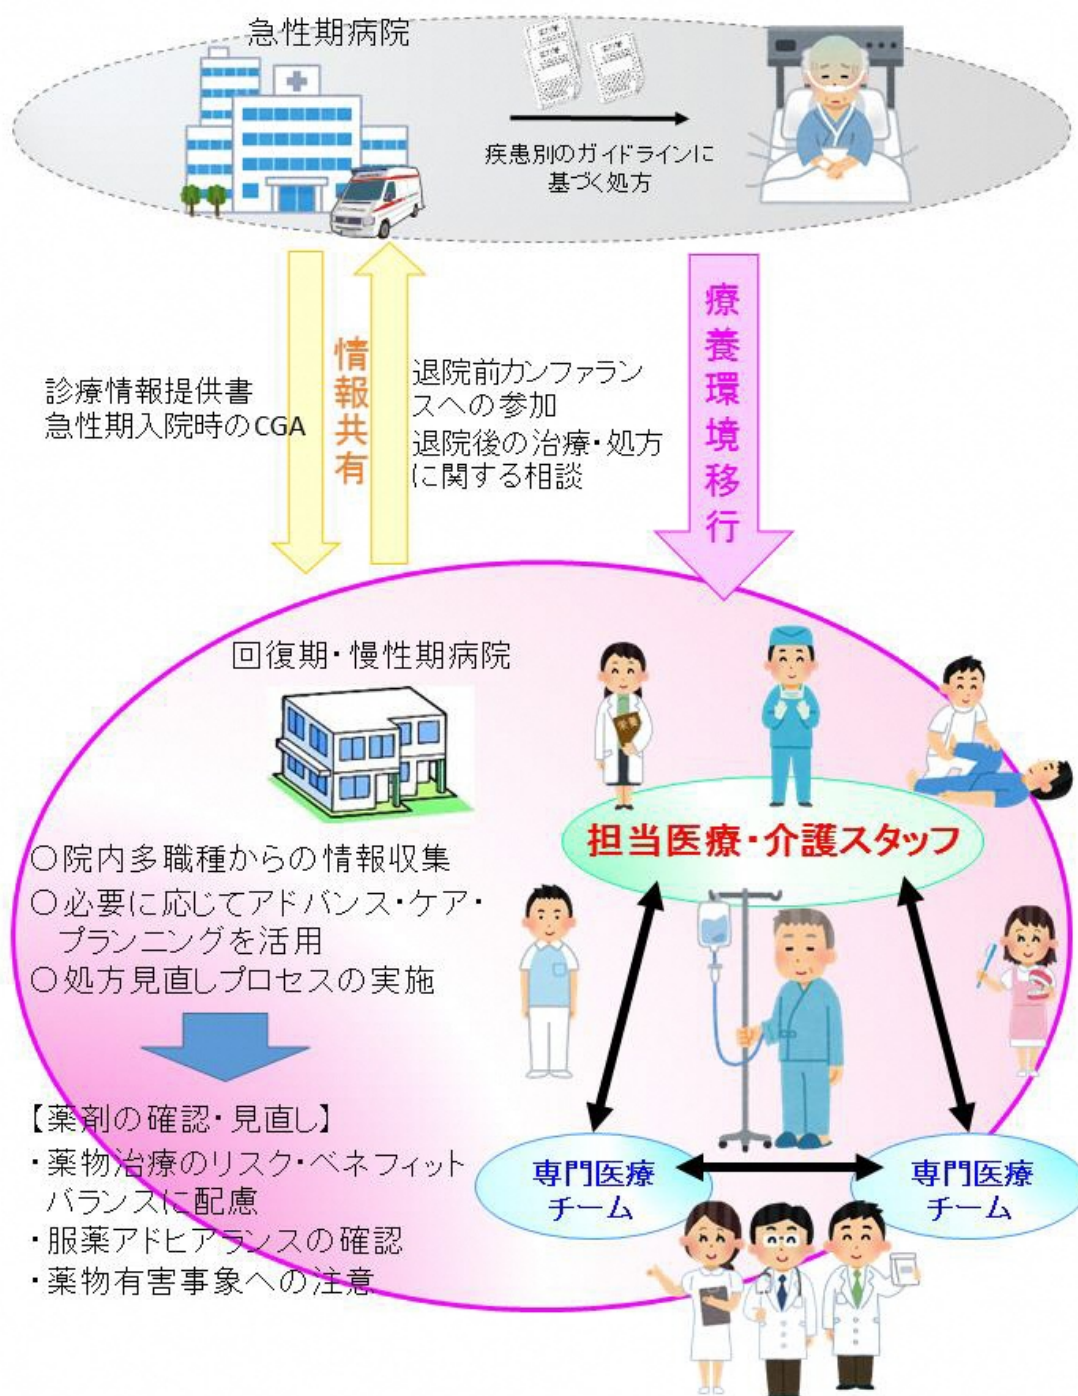 急性期病院
疾患別のガイドラインに
基づく処方
診療情報提供書
急性期入院時のCGA
情報共有
退院前カンファラン
スへの参加
退院後の治療・処方
に関する相談
療養環境移行
回復期・慢性期病院
○院内多職種からの情報収集
○必要に応じてアドバンス・ケア・
プランニングを活用
○処方見直しプロセスの実施
【薬剤の確認・見直し】
・薬物治療のリスク・ベネフィット
バランスに配慮
・服薬アドヒアランスの確認
・薬物有害事象への注意
担当医療・介護スタッフ
専門医療
チーム
専門医療
チーム